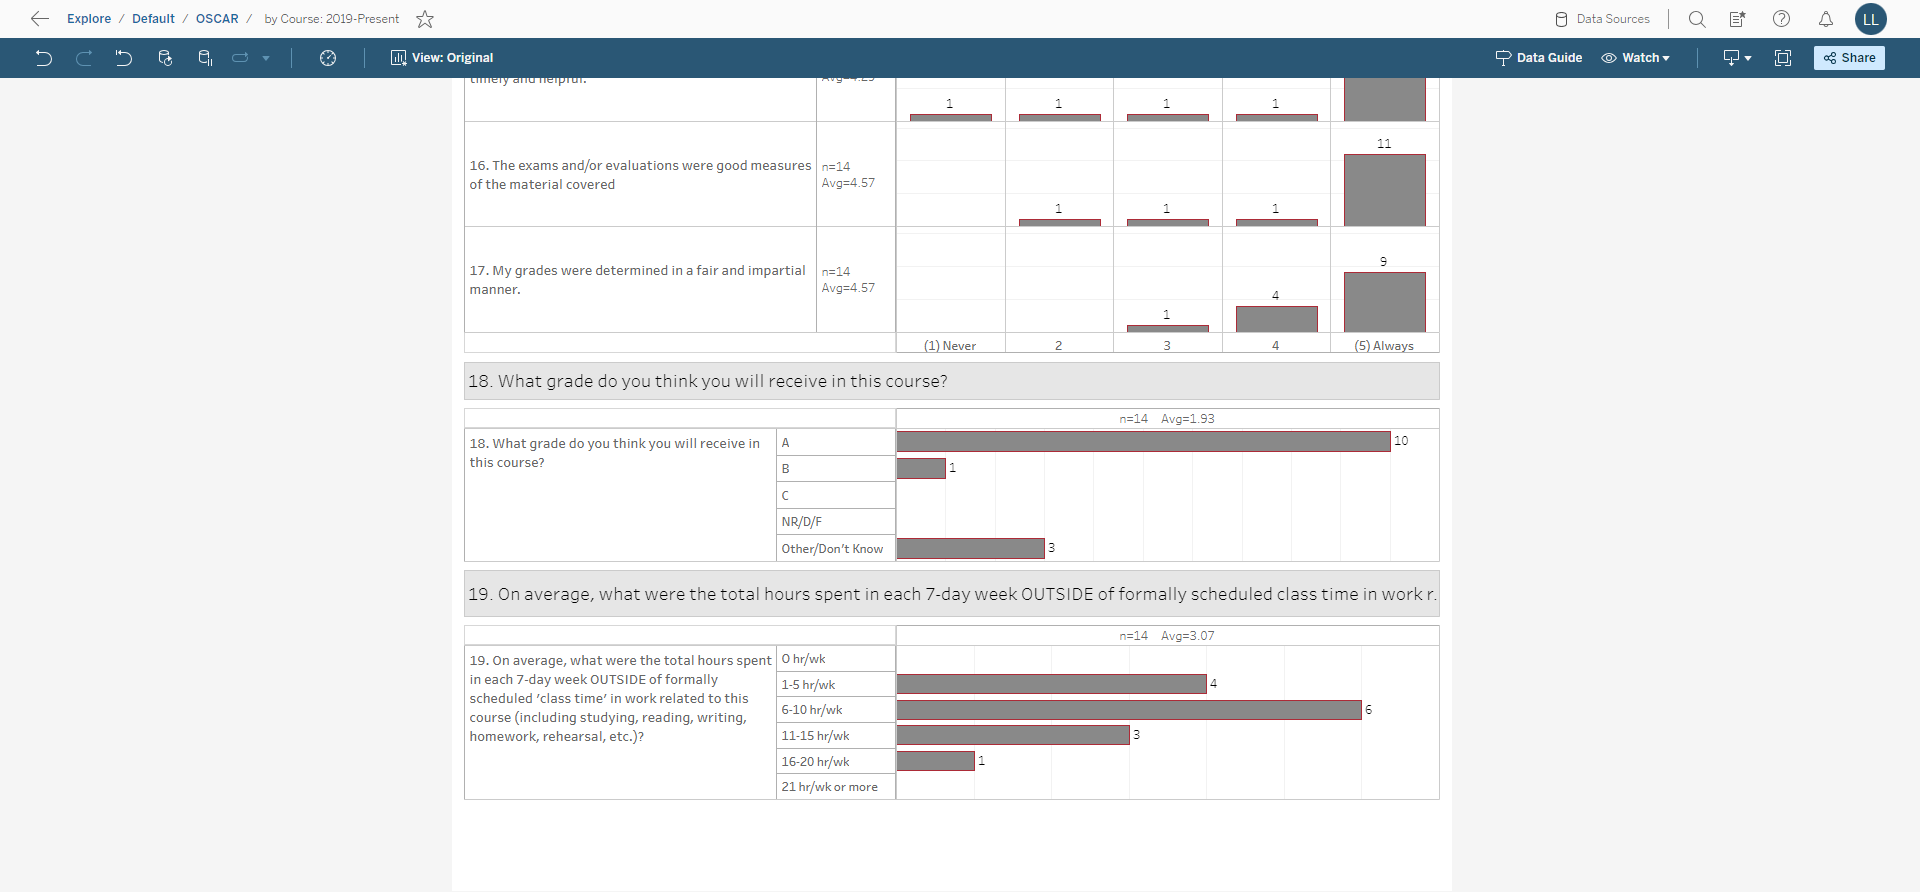 Explore / Default / OSCAR / by Course: 2019-Present
Data Sources
LL
View: Original
Data Guide
Watch
Share
timely and helpful.
Avg=4.29
1 1 1 1
16. The exams and/or evaluations were good measures
of the material covered
n=14
Avg=4.57
1 1 1 11
17. My grades were determined in a fair and impartial
manner.
n=14
Avg=4.57
1 4 9
(1) Never 2 3 4 (5) Always
18. What grade do you think you will receive in this course?
n=14 Avg=1.93
18. What grade do you think you will receive in
this course?
A 10
B 1
C
NR/D/F
Other/Don't Know 3
19. On average, what were the total hours spent in each 7-day week OUTSIDE of formally scheduled class time in work r.
n=14 Avg=3.07
19. On average, what were the total hours spent
in each 7-day week OUTSIDE of formally
scheduled ‘class time’ in work related to this
course (including studying, reading, writing,
homework, rehearsal, etc.)?
0 hr/wk
1-5 hr/wk 4
6-10 hr/wk 6
11-15 hr/wk 3
16-20 hr/wk 1
21 hr/wk or more